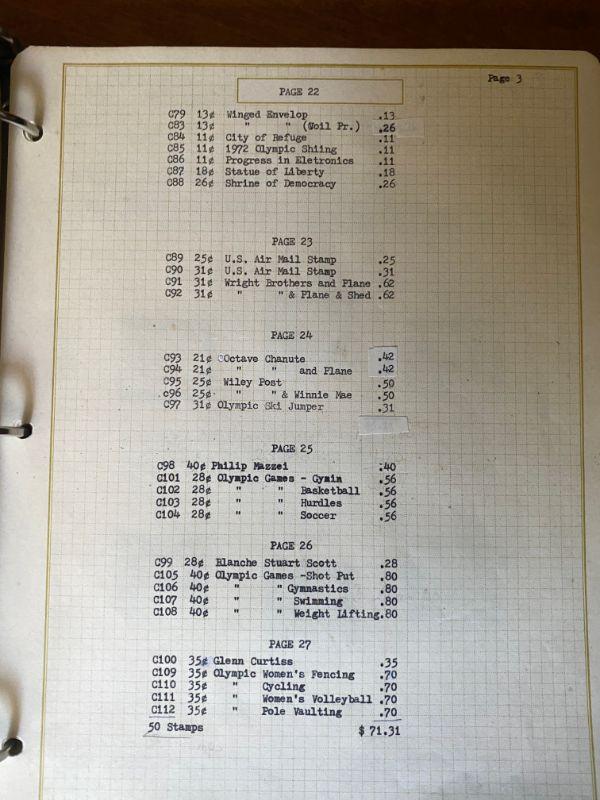 Page 3
PAGE 22
C79 13¢ Winged Envelop .13
C83 13¢ " " (Noil Pr.) .26
C84 11¢ City of Refuge .11
C85 11¢ 1972 Olympic Shiing .11
C86 11¢ Progress in Eletronics .11
C87 18¢ Statue of Liberty .18
C88 26¢ Shrine of Democracy .26
PAGE 23
C89 25¢ U.S. Air Mail Stamp .25
C90 31¢ U.S. Air Mail Stamp .31
C91 31¢ Wright Brothers and Plane .62
C92 31¢ " " & Plane & Shed .62
PAGE 24
C93 21¢ Octave Chanute .42
C94 21¢ " " and Plane .42
C95 25¢ Wiley Post .50
.c96 25¢ " " & Winnie Mae .50
C97 31¢ Olympic Ski Jumper .31
PAGE 25
C98 40¢ Philip Mazzei .40
C101 28¢ Olympic Games - Gymin .56
C102 28¢ " " Basketball .56
C103 28¢ " " Hurdles .56
C104 28¢ " " Soccer .56
PAGE 26
C99 28¢ Blanche Stuart Scott .28
C105 40¢ Olympic Games -Shot Put .80
C106 40¢ " " Gymnastics .80
C107 40¢ " " Swimming .80
C108 40¢ " " Weight Lifting.80
PAGE 27
C100 35¢ Glenn Curtiss .35
C109 35¢ Olympic Women's Fencing .70
C110 35¢ " Cycling .70
C111 35¢ " Women's Volleyball .70
C112 35¢ " Pole Vaulting .70
50 Stamps $71.31